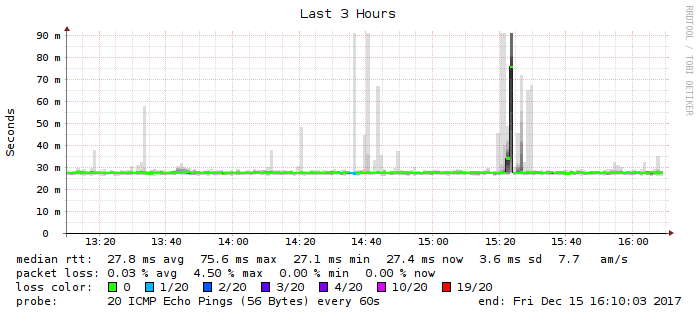 Last 3 Hours
RRDTOOL / TOBI OETIKER
Seconds
90 m
80 m
70 m
60 m
50 m
40 m
30 m
20 m
10 m
0
13:20 13:40 14:00 14:20 14:40 15:00 15:20 15:40 16:00
median rtt: 27.8 ms avg 75.6 ms max 27.1 ms min 27.4 ms now 3.6 ms sd 7.7 am/s
packet loss: 0.03 % avg 4.50 % max 0.00 % min 0.00 % now
loss color: 0 1/20 2/20 3/20 4/20 10/20 19/20
probe: 20 ICMP Echo Pings (56 Bytes) every 60s end: Fri Dec 15 16:10:03 2017